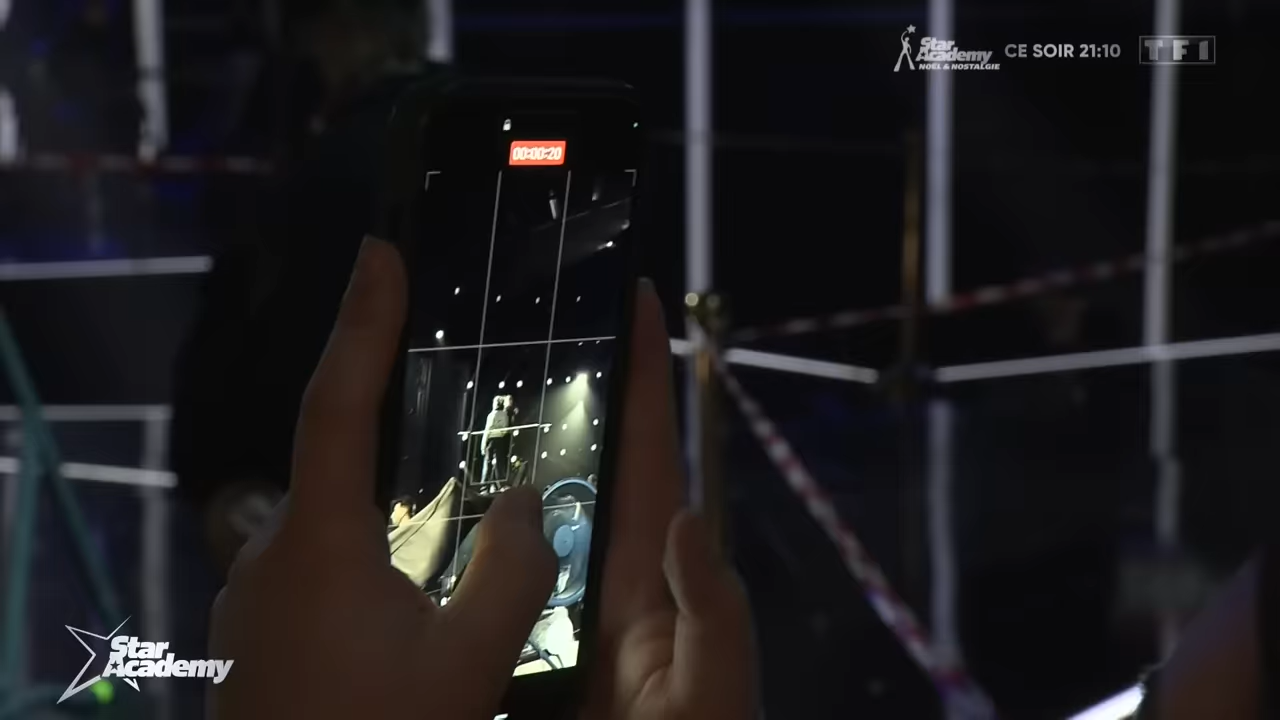 Star
Academy
NOËL & NOSTALGIE
CE SOIR 21:10
TF1
00:00:20
Star
Academy